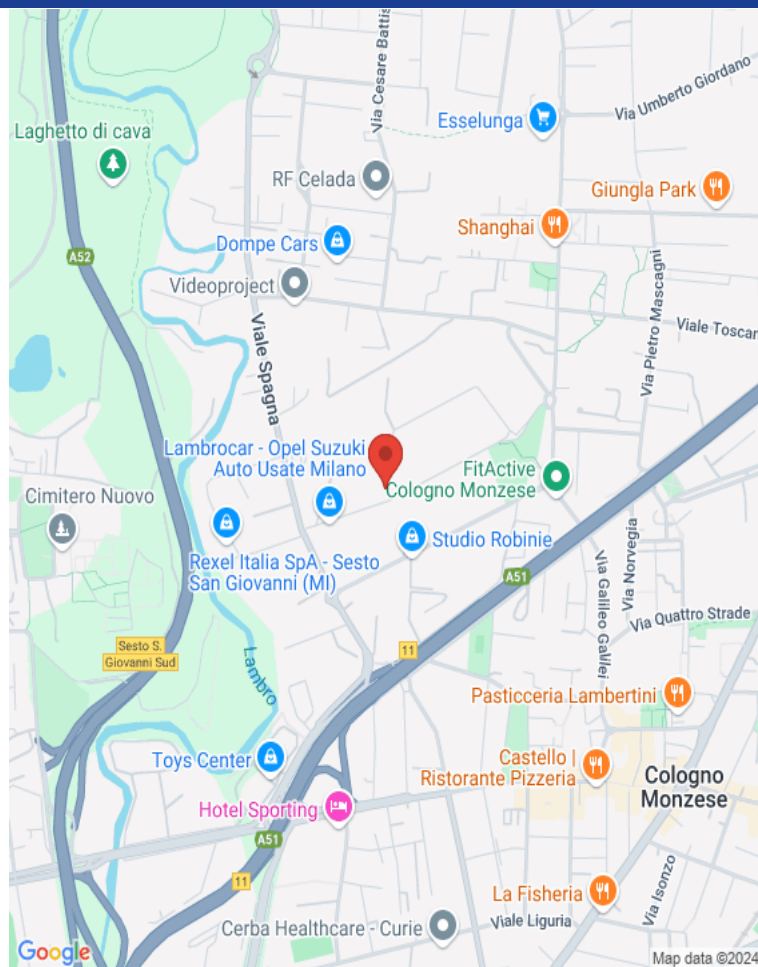 Via Cesare Battis
Laghetto di cava
Esselunga
Via Umberto Giordano
RF Celada
Giungla Park
Shanghai
Dompe Cars
A52
Videoproject
Via Pietro Mascagni
Viale Toscan
Viale Spagna
Lambrocar - Opel Suzuki
Auto Usate Milano
FitActive
Cologno Monzese
Cimitero Nuovo
Rexel Italia SpA - Sesto
San Giovanni (MI)
Studio Robinie
A51
Via Norvegia
Via Galileo Galilei
Via Quattro Strade
Sesto S.
Giovanni Sud
Lambro
11
Pasticceria Lambertini
Toys Center
Castello |
Ristorante Pizzeria
Cologno
Monzese
Hotel Sporting
A51
11
La Fisheria
Via Isonzo
Viale Liguria
Cerba Healthcare - Curie
Google
Map data ©2024